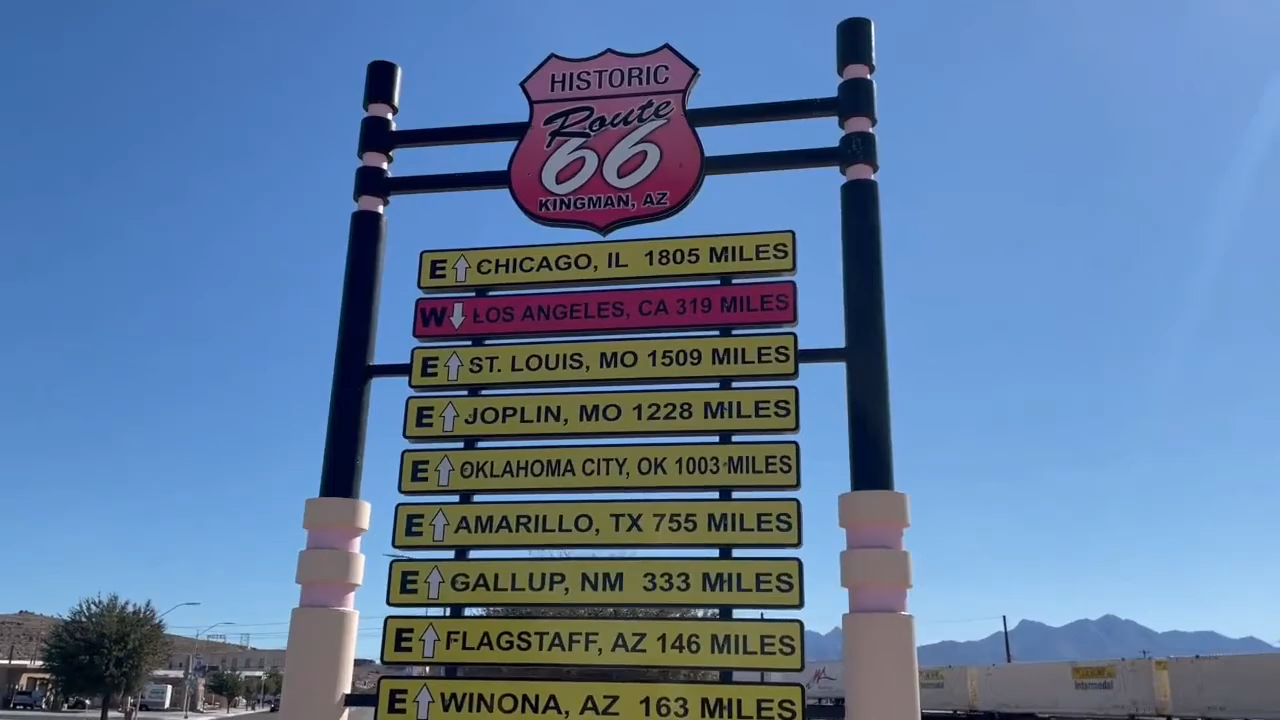 HISTORIC
Route
66
KINGMAN, AZ
E CHICAGO, IL 1805 MILES
W LOS ANGELES, CA 319 MILES
E ST. LOUIS, MO 1509 MILES
E JOPLIN, MO 1228 MILES
E OKLAHOMA CITY, OK 1003 MILES
E AMARILLO, TX 755 MILES
E GALLUP, NM 333 MILES
E FLAGSTAFF, AZ 146 MILES
E WINONA, AZ 163 MILES
Intermodal